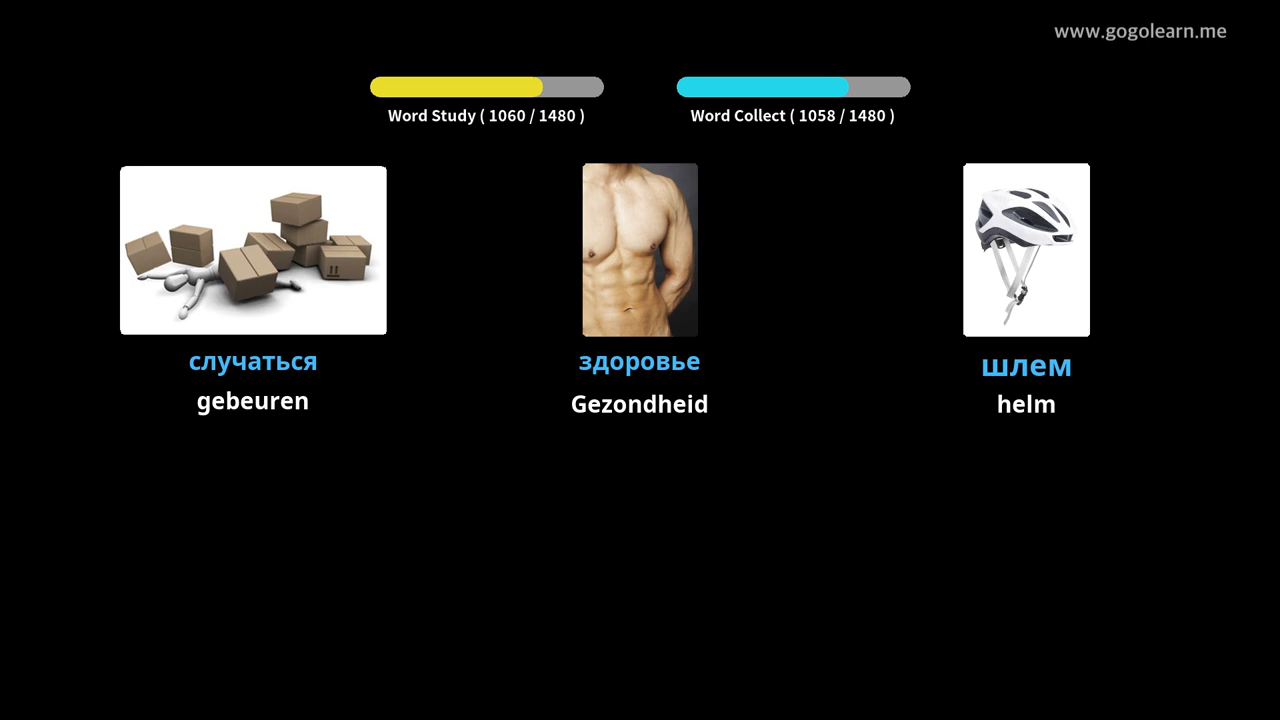 www.gogolearn.me
Word Study ( 1060 / 1480 )
Word Collect ( 1058 / 1480 )
случаться
здоровье
шлем
gebeuren
Gezondheid
helm